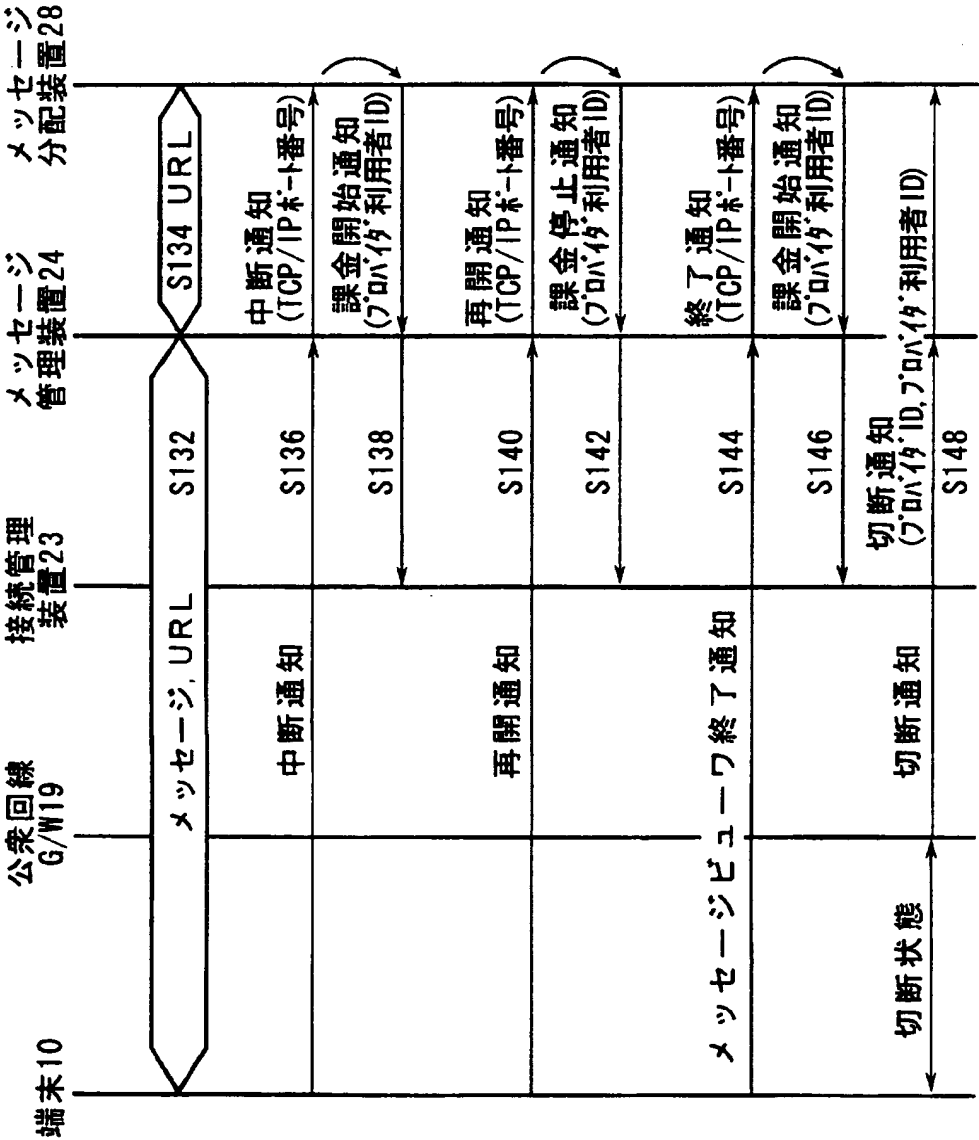 端末10
公衆回線
G/W19
接続管理
装置23
メッセージ
管理装置24
メッセージ
分配装置28
メッセージ, URL
S132
S134 URL
中断通知
S136
中断通知
(TCP/IPポート番号)
S138
課金開始通知
(プロバイダ利用者ID)
再開通知
S140
再開通知
(TCP/IPポート番号)
S142
課金停止通知
(プロバイダ利用者ID)
メッセージビューワ終了通知
S144
終了通知
(TCP/IPポート番号)
S146
課金開始通知
(プロバイダ利用者ID)
切断状態
切断通知
切断通知
(プロバイダID, プロバイダ利用者ID)
S148